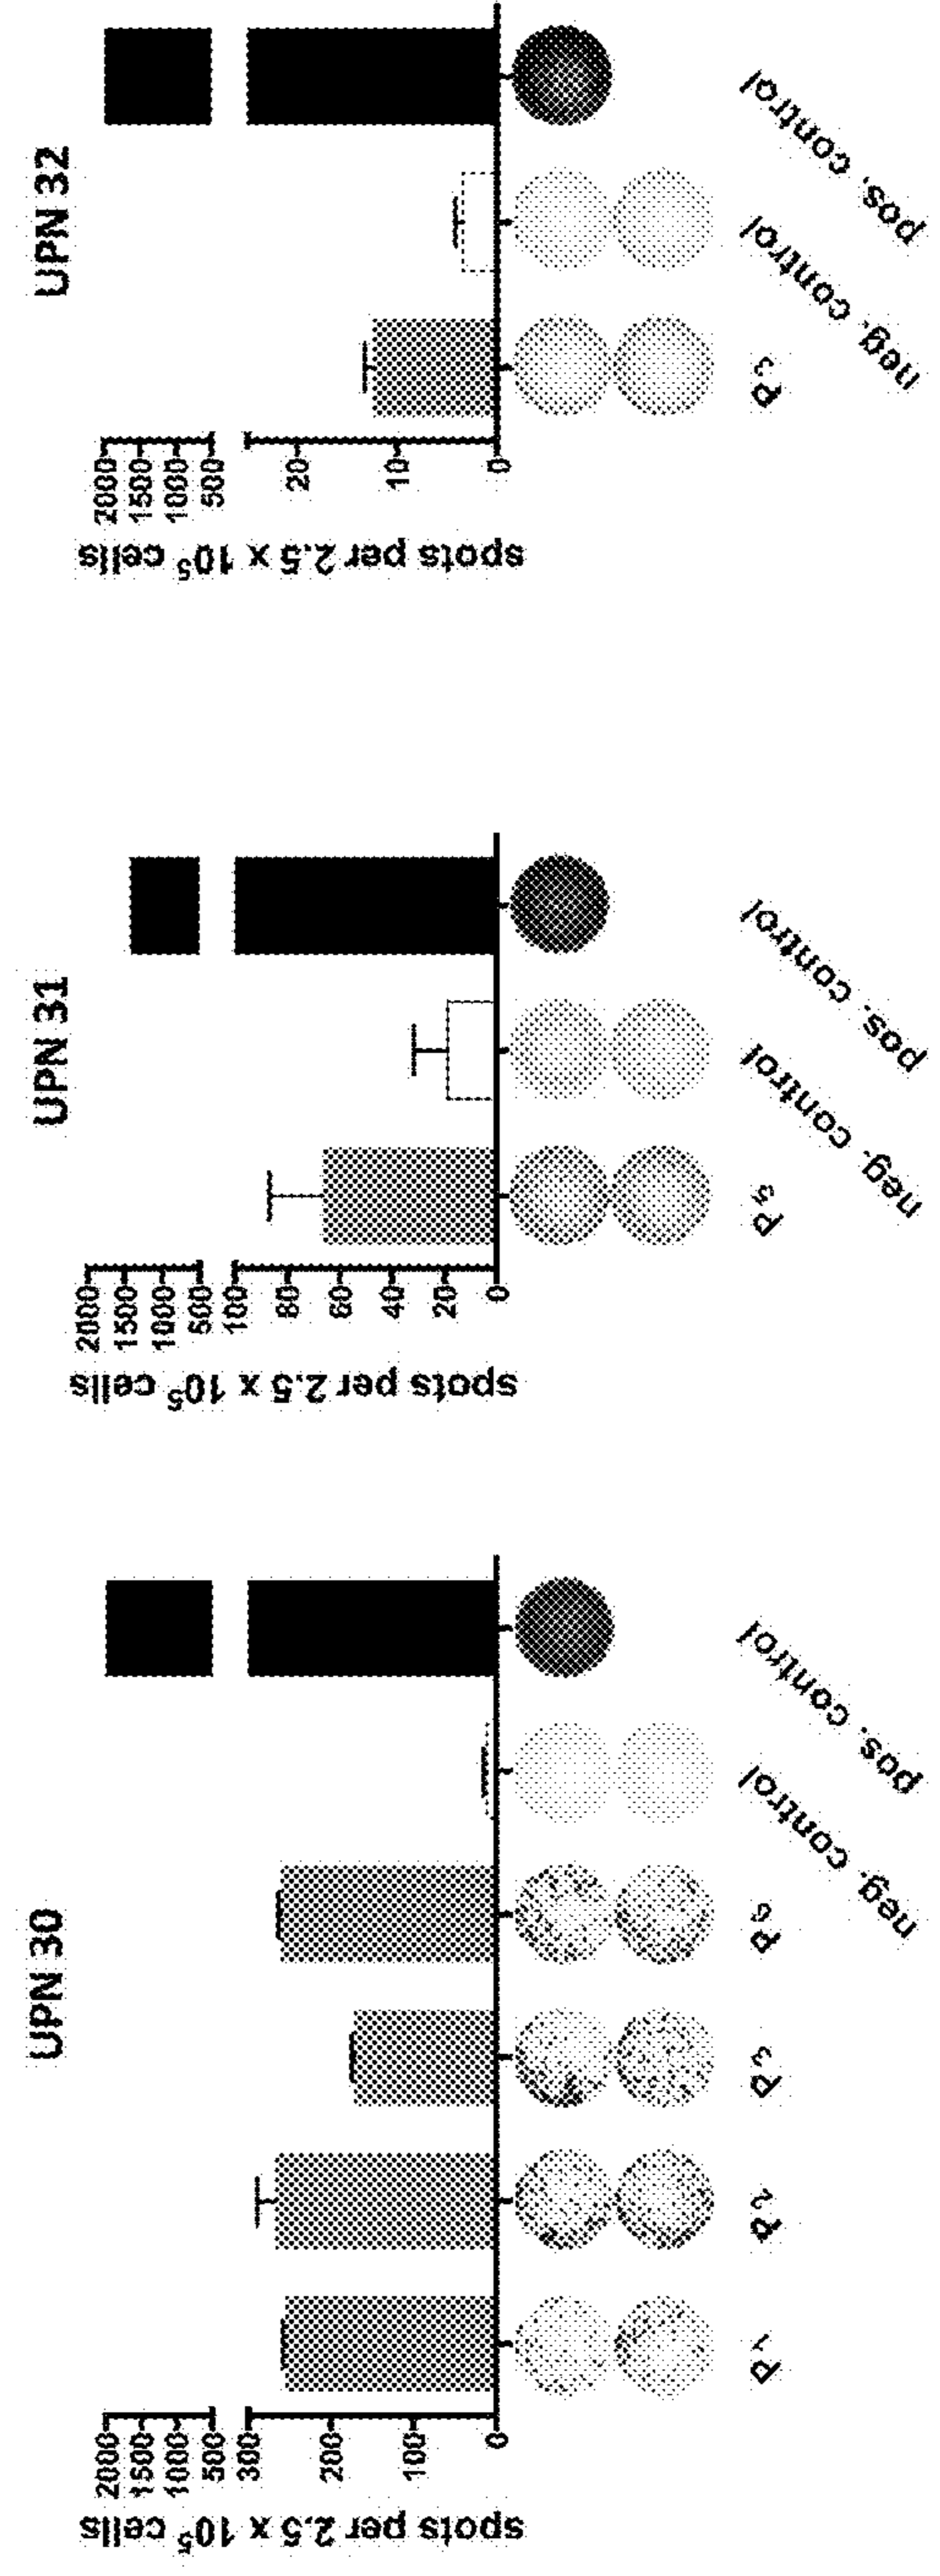 UPN 30
spots per 2.5 x 10⁵ cells
2000
1500
1000
500
300
200
100
0
P1
P2
P3
P6
neg. control
pos. control
UPN 31
spots per 2.5 x 10⁵ cells
2000
1500
1000
500
100
80
60
40
20
0
P5
neg. control
pos. control
UPN 32
spots per 2.5 x 10⁵ cells
2000
1500
1000
500
20
10
0
P3
neg. control
pos. control